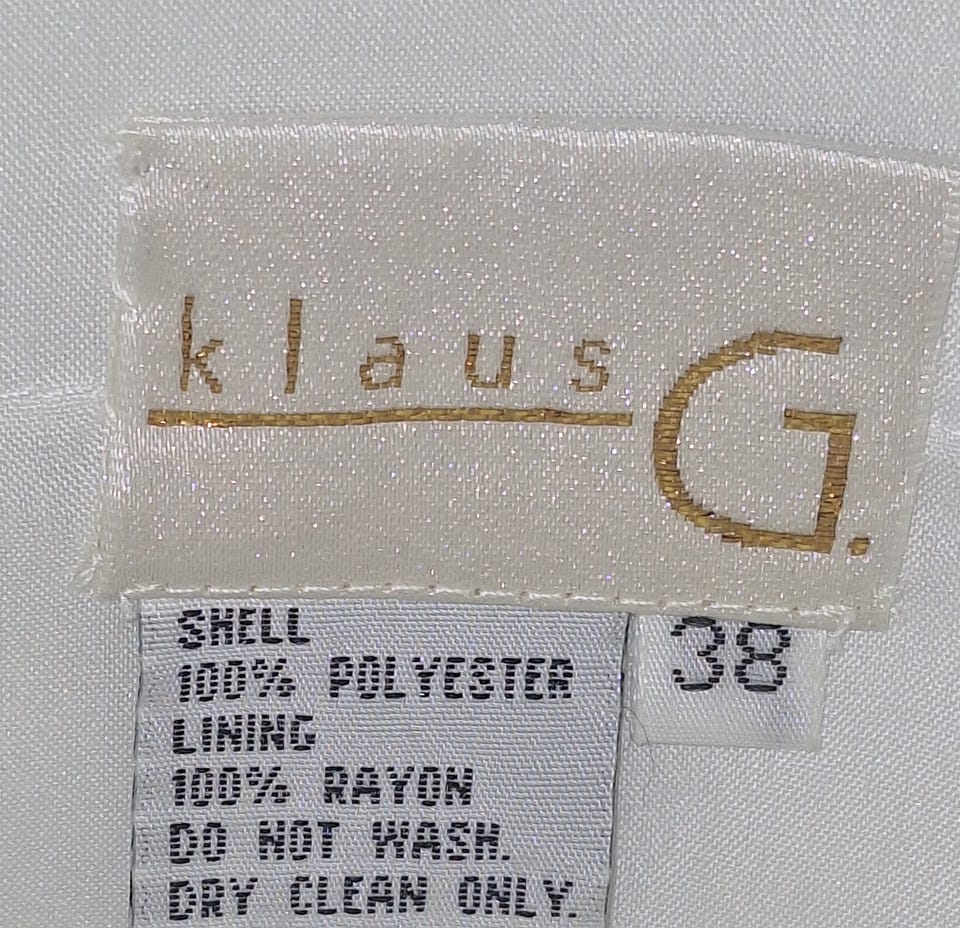 klaus G.
38
SHELL
100% POLYESTER
LINING
100% RAYON
DO NOT WASH.
DRY CLEAN ONLY.